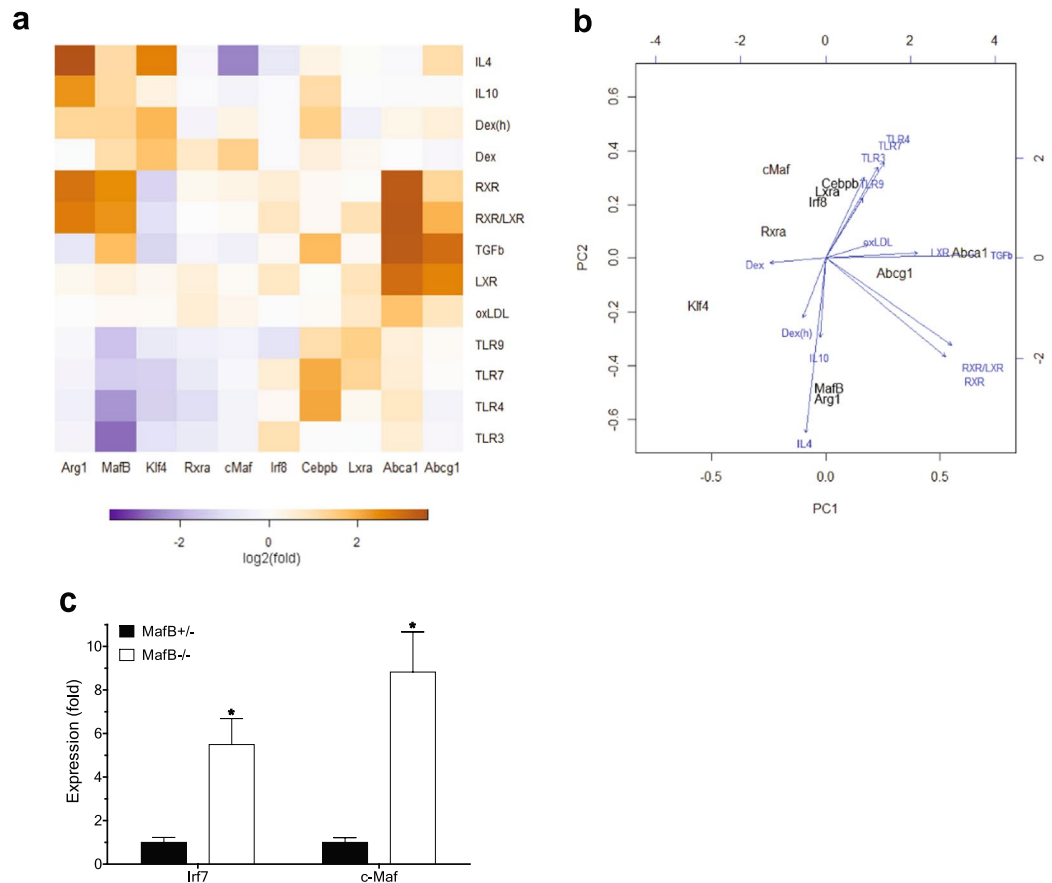 a
IL4
IL10
Dex(h)
Dex
RXR
RXR/LXR
TGFb
LXR
oxLDL
TLR9
TLR7
TLR4
TLR3
Arg1 MafB Klf4 Rxra cMaf Irf8 Cebpb Lxra Abca1 Abcg1
-2 0 2
log2(fold)
b
-4 -2 0 2 4
0.6
0.4
0.2
0.0
-0.2
-0.4
-0.6
PC2
2
0
-2
TLR4
TLR7
TLR3
cMaf
Cebpb
TLR9
Lxra
Irf8
Rxra
oxLDL
LXR
Abca1
TGFb
Dex
Abcg1
Klf4
Dex(h)
IL10
RXR/LXR
RXR
MafB
Arg1
IL4
-0.5 0.0 0.5
PC1
c
MafB+/-
MafB-/-
Expression (fold)
10
8
6
4
2
0
*
*
Irf7 c-Maf